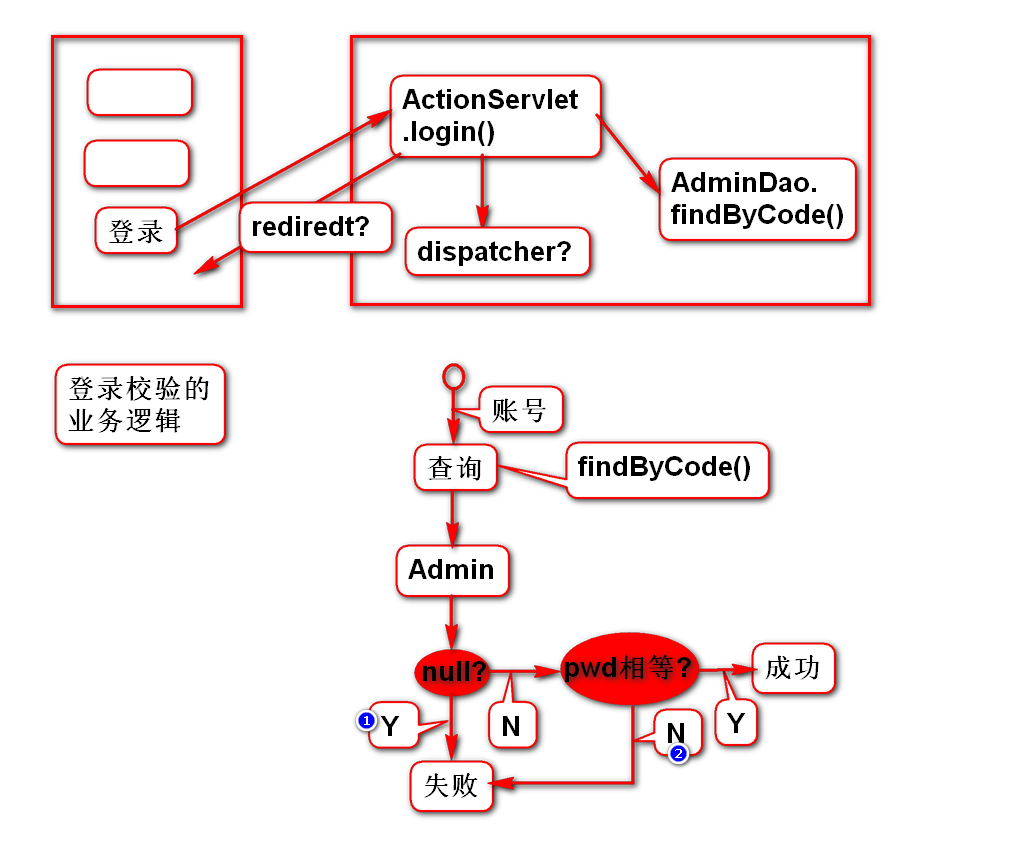 ActionServlet
.login()
AdminDao.
findByCode()
登录
rediredt?
dispatcher?
登录校验的
业务逻辑
账号
查询
findByCode()
Admin
null?
pwd相等?
成功
1
Y
N
N
2
Y
失败